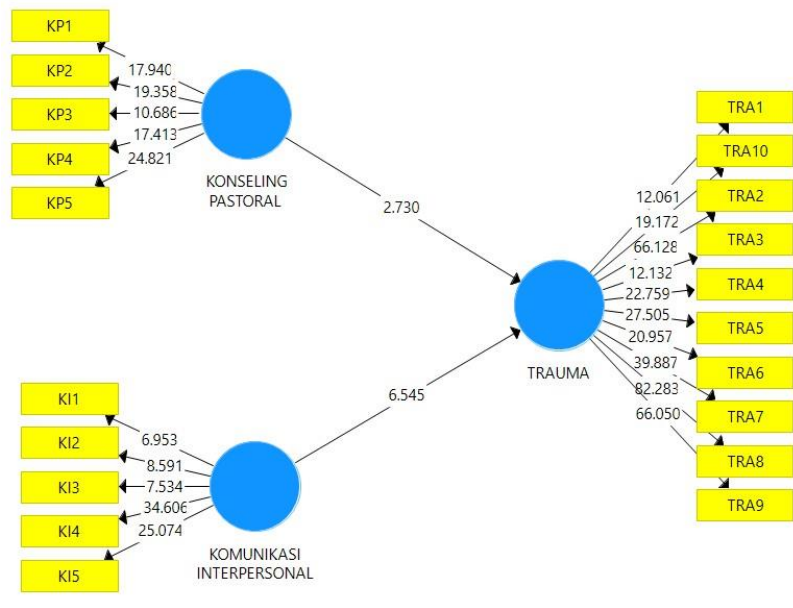 KP1
KP2
KP3
KP4
KP5
17.940
19.358
10.686
17.413
24.821
KONSELING
PASTORAL
2.730
TRA1
TRA10
TRA2
TRA3
TRA4
TRA5
TRA6
TRA7
TRA8
TRA9
12.061
19.172
66.128
12.132
22.759
27.505
20.957
39.887
82.283
66.050
TRAUMA
6.545
KI1
KI2
KI3
KI4
KI5
6.953
8.591
7.534
34.606
25.074
KOMUNIKASI
INTERPERSONAL